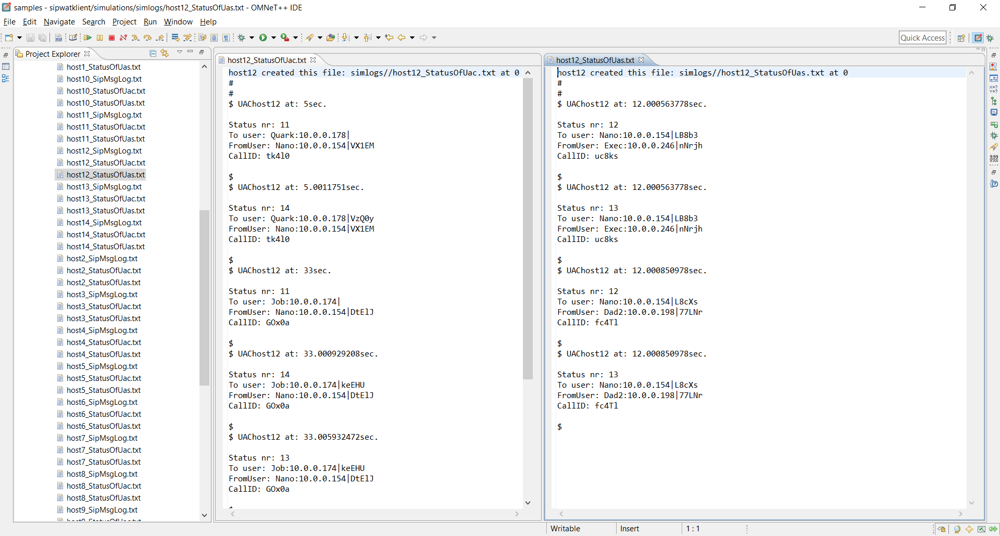 samples - sipwatklient/simulations/simlogs/host12_StatusOfUas.txt - OMNeT++ IDE
File Edit Navigate Search Project Run Window Help
Quick Access
Project Explorer
host1_StatusOfUas.txt
host10_SipMsgLog.txt
host10_StatusOfUac.txt
host10_StatusOfUas.txt
host11_SipMsgLog.txt
host11_StatusOfUac.txt
host11_StatusOfUas.txt
host12_SipMsgLog.txt
host12_StatusOfUac.txt
host12_StatusOfUas.txt
host13_SipMsgLog.txt
host13_StatusOfUac.txt
host13_StatusOfUas.txt
host14_SipMsgLog.txt
host14_StatusOfUac.txt
host14_StatusOfUas.txt
host2_SipMsgLog.txt
host2_StatusOfUac.txt
host2_StatusOfUas.txt
host3_SipMsgLog.txt
host3_StatusOfUac.txt
host3_StatusOfUas.txt
host4_SipMsgLog.txt
host4_StatusOfUac.txt
host4_StatusOfUas.txt
host5_SipMsgLog.txt
host5_StatusOfUac.txt
host5_StatusOfUas.txt
host6_SipMsgLog.txt
host6_StatusOfUac.txt
host6_StatusOfUas.txt
host7_SipMsgLog.txt
host7_StatusOfUac.txt
host7_StatusOfUas.txt
host8_SipMsgLog.txt
host8_StatusOfUac.txt
host8_StatusOfUas.txt
host9_SipMsgLog.txt
host12_StatusOfUac.txt
host12 created this file: simlogs//host12_StatusOfUac.txt at 0
#
#
$ UAChost12 at: 5sec.
Status nr: 11
To user: Quark:10.0.0.178|
FromUser: Nano:10.0.0.154|VX1EM
CallID: tk4l0
$
$ UAChost12 at: 5.0011751sec.
Status nr: 14
To user: Quark:10.0.0.178|VzQ0y
FromUser: Nano:10.0.0.154|VX1EM
CallID: tk4l0
$
$ UAChost12 at: 33sec.
Status nr: 11
To user: Job:10.0.0.174|
FromUser: Nano:10.0.0.154|DtElJ
CallID: GOx0a
$
$ UAChost12 at: 33.000929208sec.
Status nr: 14
To user: Job:10.0.0.174|keEHU
FromUser: Nano:10.0.0.154|DtElJ
CallID: GOx0a
$
$ UAChost12 at: 33.005932472sec.
Status nr: 13
To user: Job:10.0.0.174|keEHU
FromUser: Nano:10.0.0.154|DtElJ
CallID: GOx0a
host12_StatusOfUas.txt
host12 created this file: simlogs//host12_StatusOfUas.txt at 0
#
#
$ UAChost12 at: 12.000563778sec.
Status nr: 12
To user: Nano:10.0.0.154|LB8b3
FromUser: Exec:10.0.0.246|nNrjh
CallID: uc8ks
$
$ UAChost12 at: 12.000563778sec.
Status nr: 13
To user: Nano:10.0.0.154|LB8b3
FromUser: Exec:10.0.0.246|nNrjh
CallID: uc8ks
$
$ UAChost12 at: 12.000850978sec.
Status nr: 12
To user: Nano:10.0.0.154|L8cXs
FromUser: Dad2:10.0.0.198|77LNr
CallID: fc4Tl
$
$ UAChost12 at: 12.000850978sec.
Status nr: 13
To user: Nano:10.0.0.154|L8cXs
FromUser: Dad2:10.0.0.198|77LNr
CallID: fc4Tl
$
Writable Insert 1 : 1